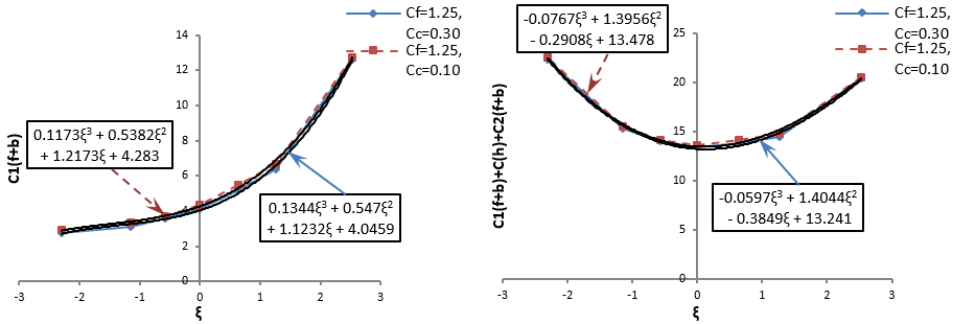 Cf=1.25,
Cc=0.30
Cf=1.25,
Cc=0.10
14
12
10
8
6
4
2
0
-3
-2
-1
0
1
2
3
ξ
C1(f+b)
0.1173ξ³ + 0.5382ξ²
+ 1.2173ξ + 4.283
0.1344ξ³ + 0.547ξ²
+ 1.1232ξ + 4.0459
-0.0767ξ³ + 1.3956ξ²
- 0.2908ξ + 13.478
Cf=1.25,
Cc=0.30
Cf=1.25,
Cc=0.10
25
20
15
10
5
0
-3
-2
-1
0
1
2
3
ξ
C1(f+b)+C(h)+C2(f+b)
-0.0597ξ³ + 1.4044ξ²
- 0.3849ξ + 13.241